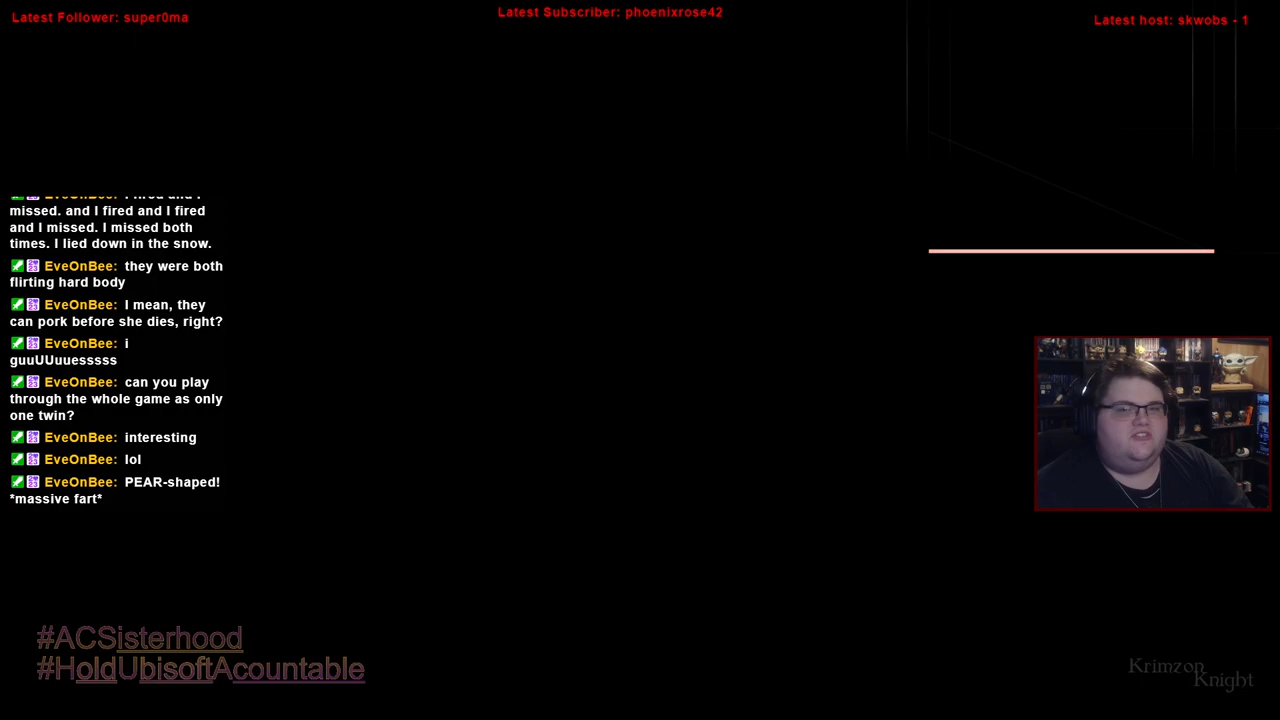 Latest Follower: super0ma
Latest Subscriber: phoenixrose42
Latest host: skwobs - 1
EveOnBee: I fired and I
missed. and I fired and I fired
and I missed. I missed both
times. I lied down in the snow.
EveOnBee: they were both
flirting hard body
EveOnBee: I mean, they
can pork before she dies, right?
EveOnBee: i
guuUUuuesssss
EveOnBee: can you play
through the whole game as only
one twin?
EveOnBee: interesting
EveOnBee: lol
EveOnBee: PEAR-shaped!
*massive fart*
#ACSisterhood
#HoldUbisoftAcountable
Krimzon
Knight